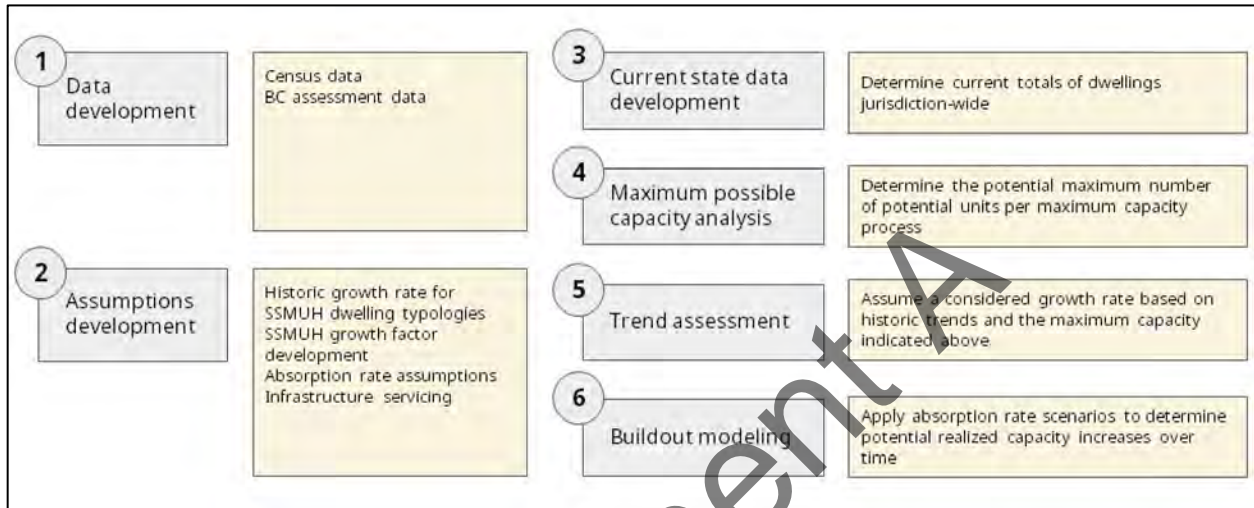 1
Data
development
Census data
BC assessment data
2
Assumptions
development
Historic growth rate for
SSMUH dwelling typologies
SSMUH growth factor
development
Absorption rate assumptions
Infrastructure servicing
3
Current state data
development
Determine current totals of dwellings
jurisdiction-wide
4
Maximum possible
capacity analysis
Determine the potential maximum number
of potential units per maximum capacity
process
5
Trend assessment
Assume a considered growth rate based on
historic trends and the maximum capacity
indicated above
6
Buildout modeling
Apply absorption rate scenarios to determine
potential realized capacity increases over
time
ent A